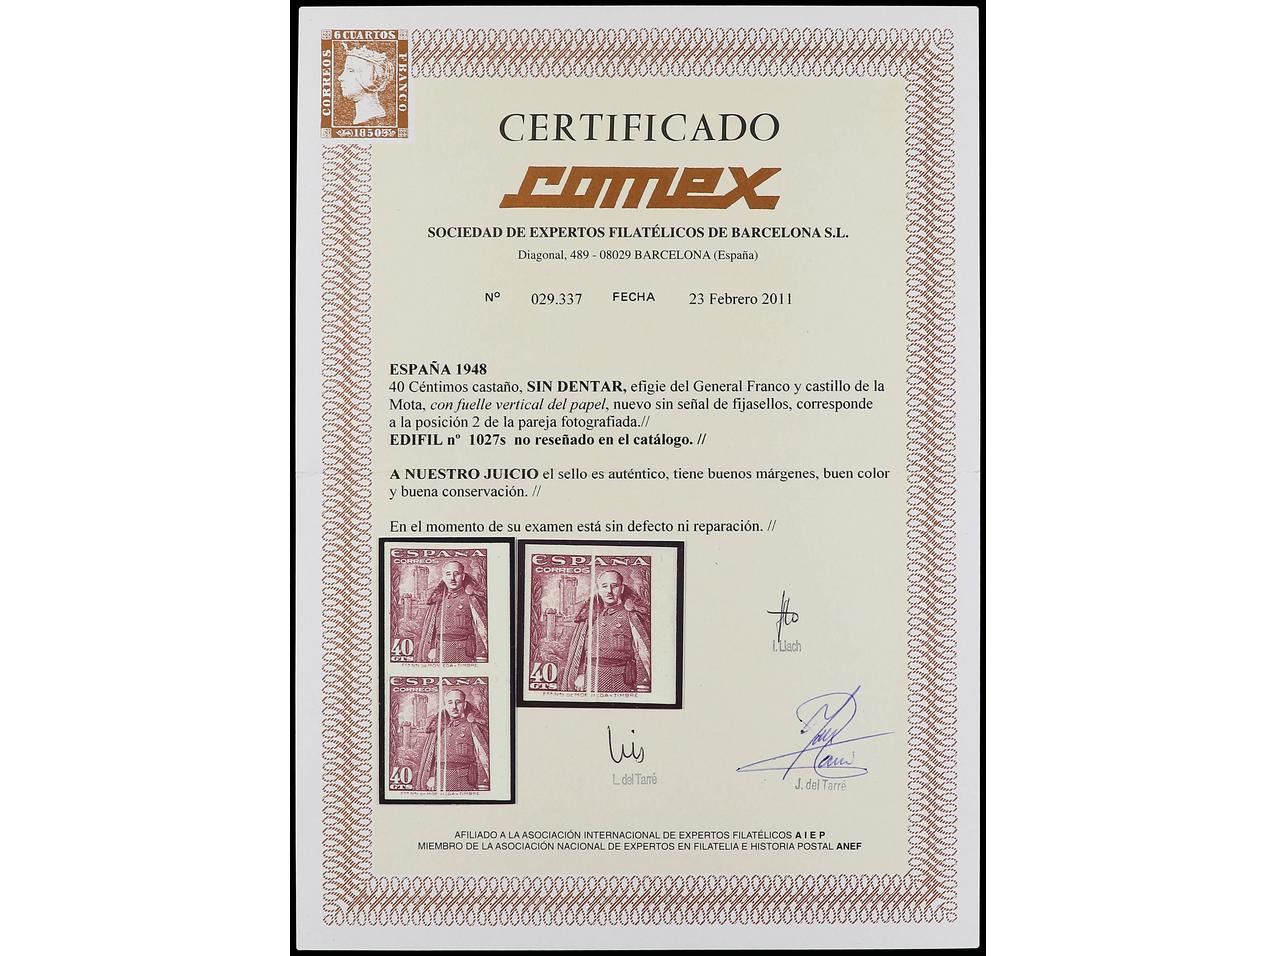 6 CUARTOS
CORREOS
FRANCO
1850
CERTIFICADO
comex
SOCIEDAD DE EXPERTOS FILATÉLICOS DE BARCELONA S.L.
Diagonal, 489 - 08029 BARCELONA (España)
Nº 029.337 FECHA 23 Febrero 2011
ESPAÑA 1948
40 Céntimos castaño, SIN DENTAR, efigie del General Franco y castillo de la
Mota, con fuelle vertical del papel, nuevo sin señal de fijasellos, corresponde
a la posición 2 de la pareja fotografiada.//
EDIFIL nº 1027s no reseñado en el catálogo. //
A NUESTRO JUICIO el sello es auténtico, tiene buenos márgenes, buen color
y buena conservación. //
En el momento de su examen está sin defecto ni reparación. //
ESPAÑA
CORREOS
40
CTS
ESPAÑA
CORREOS
40
CTS
ESPAÑA
CORREOS
40
CTS
I. Llach
Luis
L. del Tarré
J. del Tarré
AFILIADO A LA ASOCIACIÓN INTERNACIONAL DE EXPERTOS FILATÉLICOS A I E P
MIEMBRO DE LA ASOCIACIÓN NACIONAL DE EXPERTOS EN FILATELIA E HISTORIA POSTAL ANEF